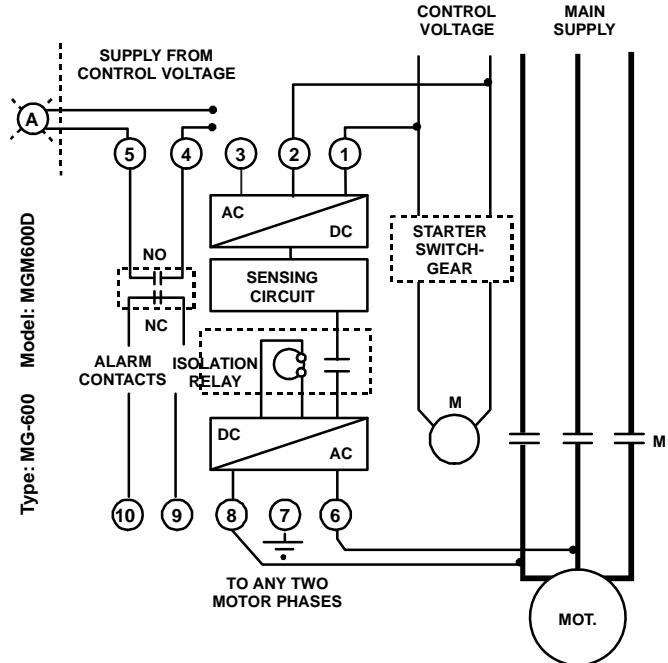 CONTROL
VOLTAGE
MAIN
SUPPLY
SUPPLY FROM
CONTROL VOLTAGE
A
5
4
3
2
1
AC
DC
STARTER
SWITCH-
GEAR
SENSING
CIRCUIT
NO
NC
ALARM
CONTACTS
ISOLATION
RELAY
M
M
DC
AC
10
9
8
7
6
TO ANY TWO
MOTOR PHASES
MOT.
Type: MG-600 Model: MGM600D